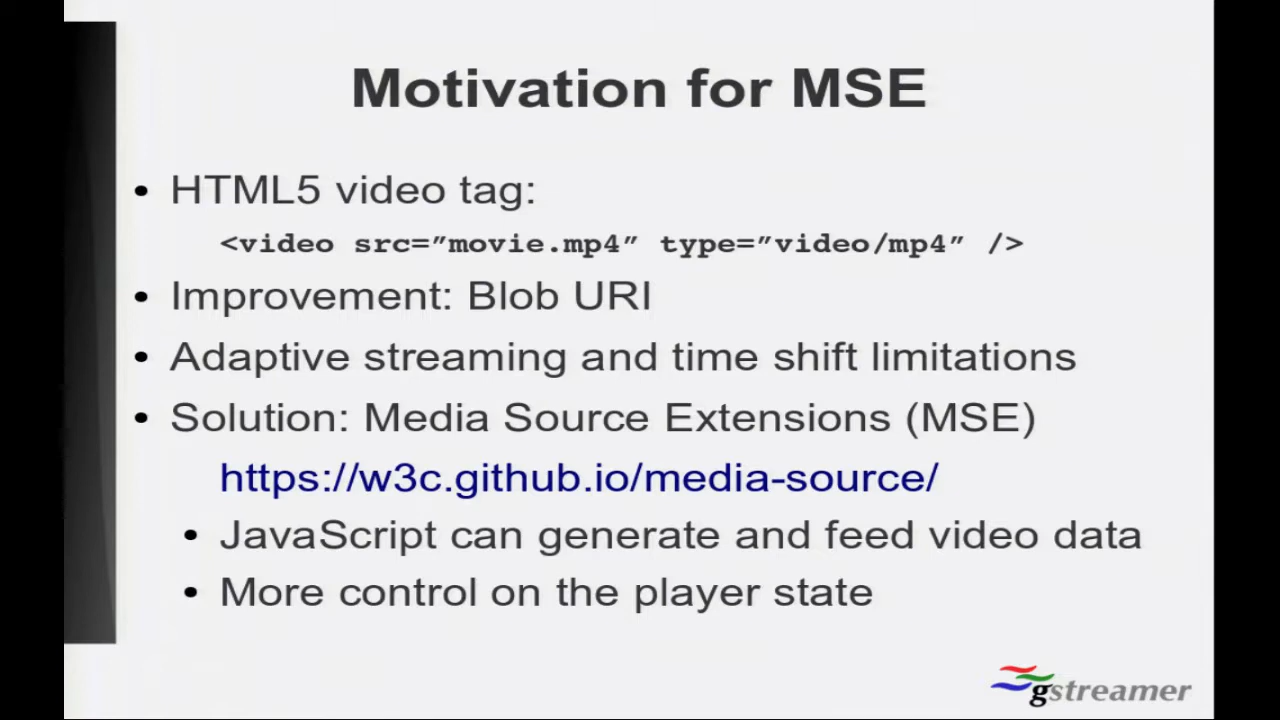 Motivation for MSE
• HTML5 video tag:
<video src=”movie.mp4” type=”video/mp4” />
• Improvement: Blob URI
• Adaptive streaming and time shift limitations
• Solution: Media Source Extensions (MSE)
https://w3c.github.io/media-source/
• JavaScript can generate and feed video data
• More control on the player state
gstreamer